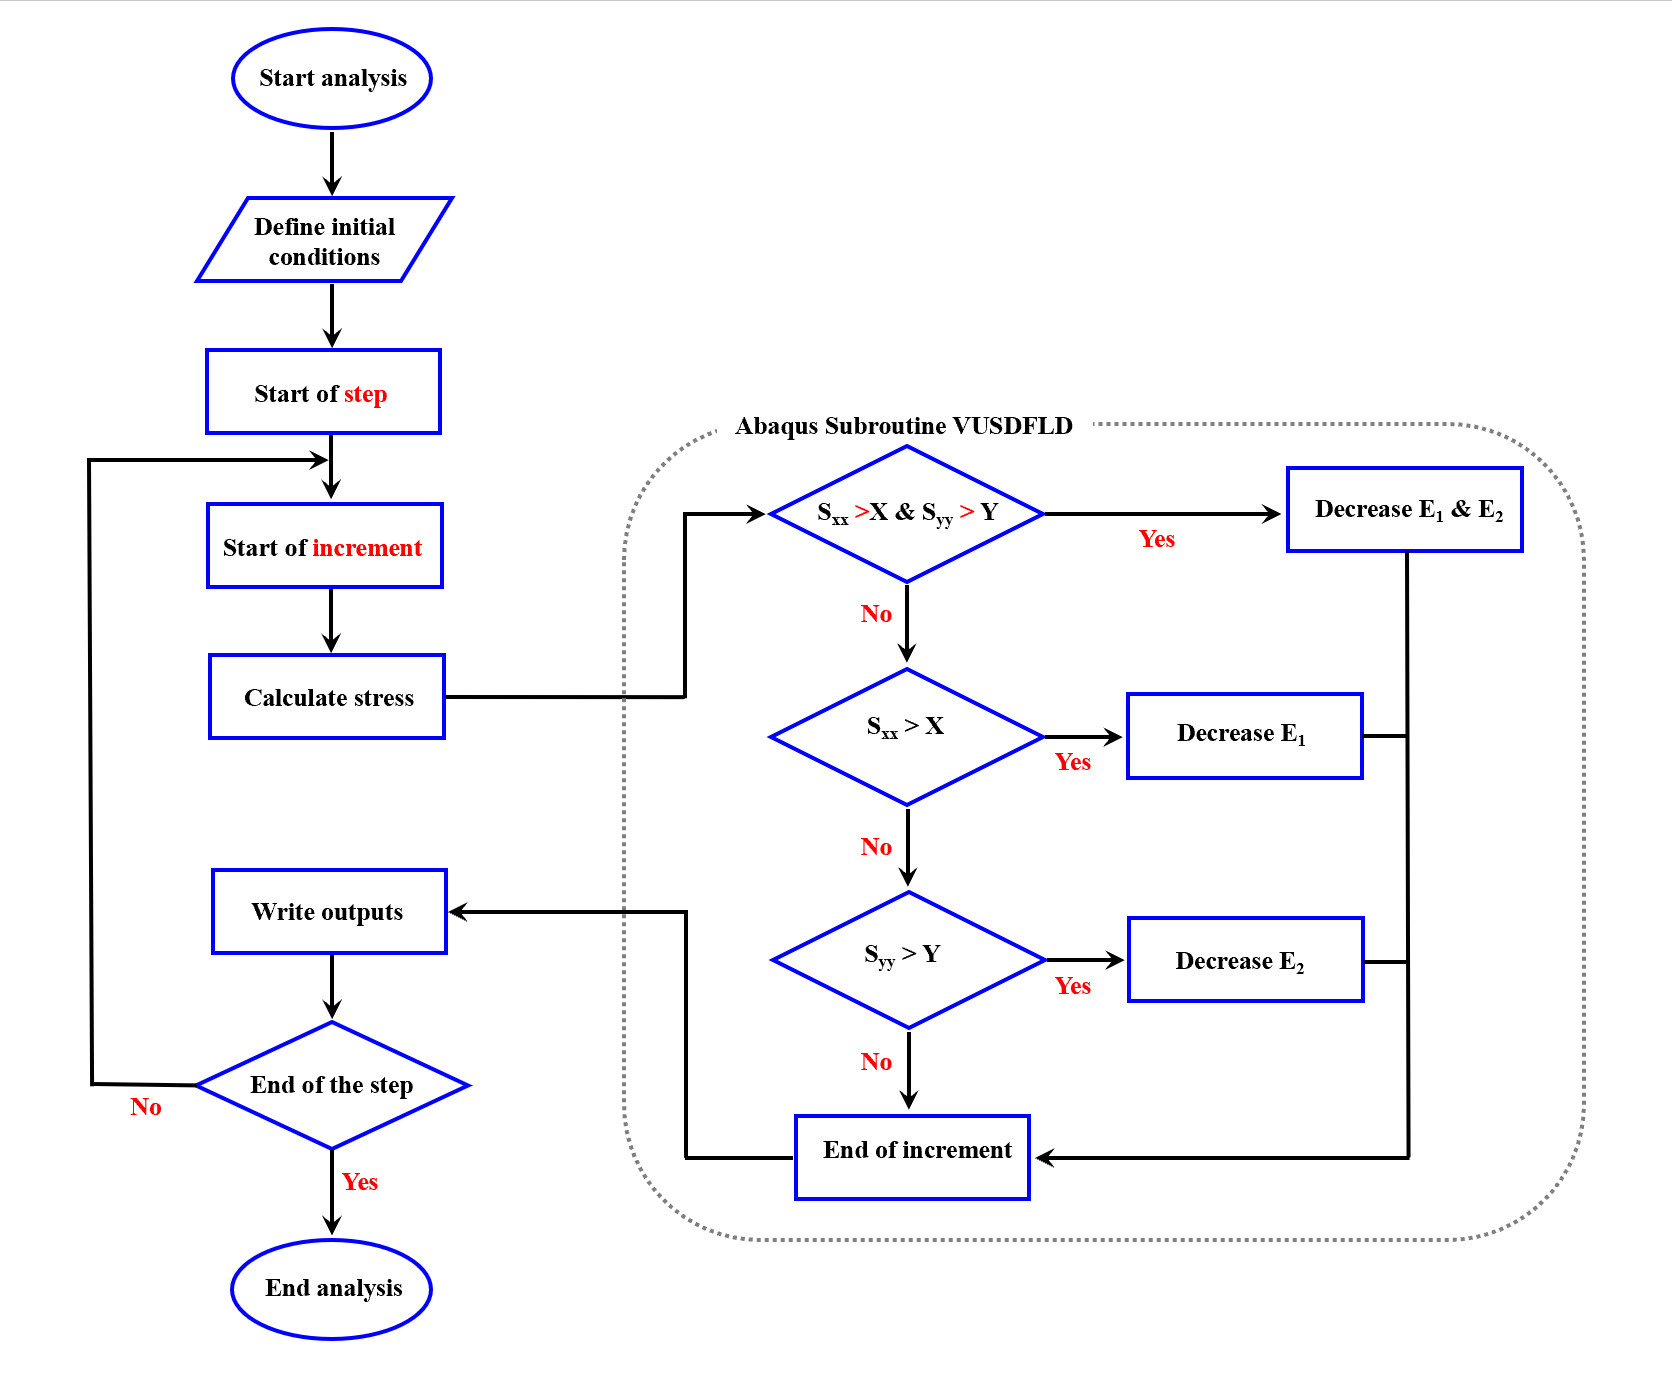 Start analysis
Define initial
conditions
Start of step
Start of increment
Calculate stress
Write outputs
End of the step
No
Yes
End analysis
Abaqus Subroutine VUSDFLD
Sxx >X & Syy > Y
Yes
Decrease E1 & E2
No
Sxx > X
Yes
Decrease E1
No
Syy > Y
Yes
Decrease E2
No
End of increment